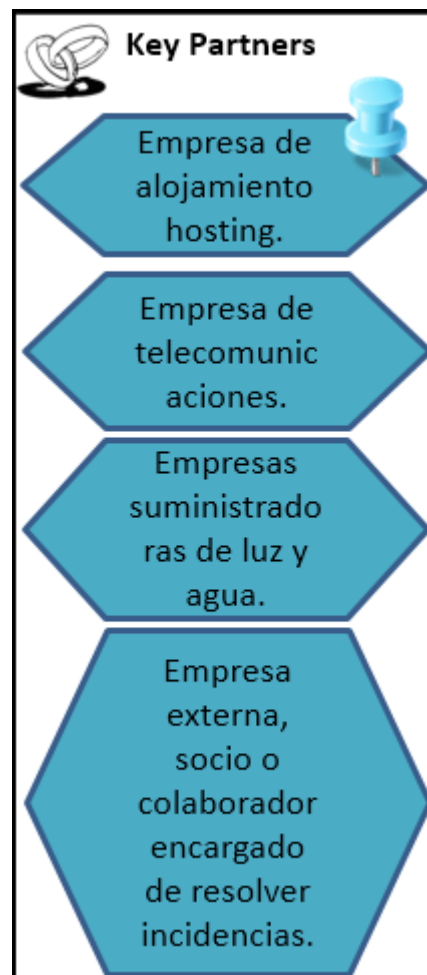 Key Partners
Empresa de
alojamiento
hosting.
Empresa de
telecomunic
aciones.
Empresas
suministrado
ras de luz y
agua.
Empresa
externa,
socio o
colaborador
encargado
de resolver
incidencias.